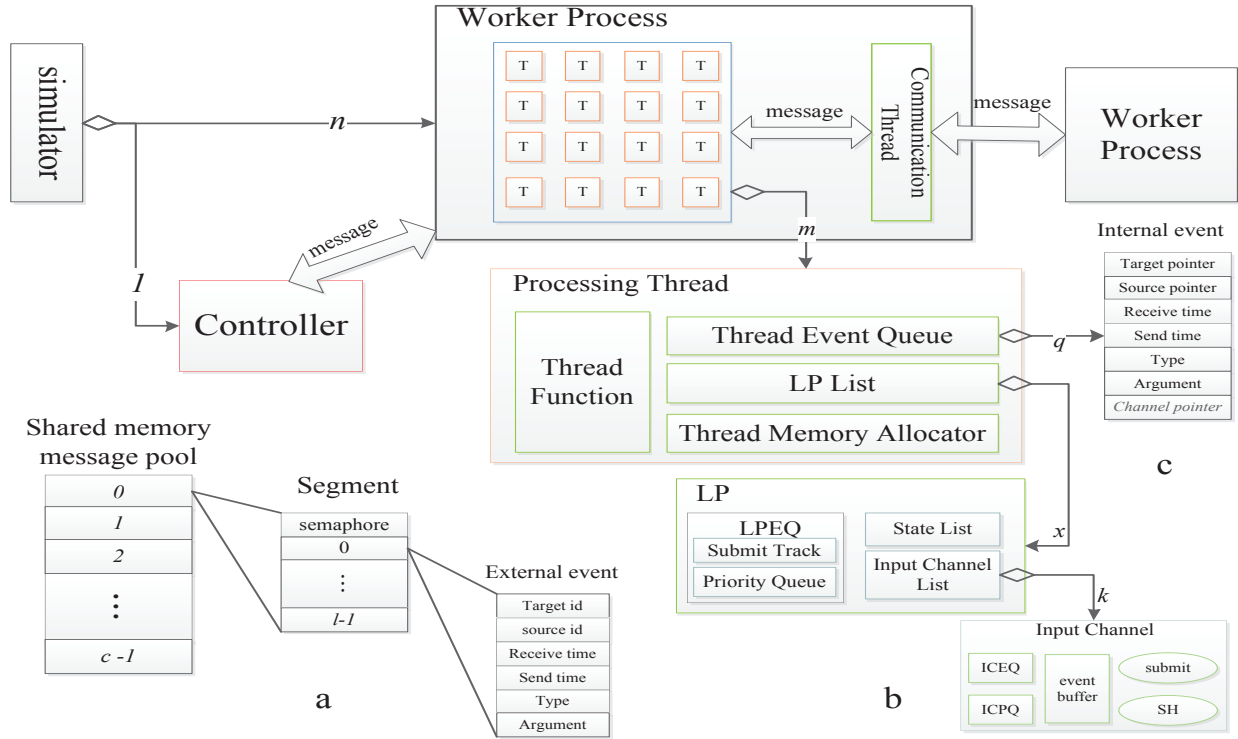 simulator
n
1
Worker Process
T T T T
T T T T
T T T T
T T T T
message
Communication
Thread
message
Worker
Process
message
Controller
m
Processing Thread
Thread
Function
Thread Event Queue
LP List
Thread Memory Allocator
q
x
Internal event
Target pointer
Source pointer
Receive time
Send time
Type
Argument
Channel pointer
c
Shared memory
message pool
0
1
2
⋮
c -1
Segment
semaphore
0
⋮
l-1
External event
Target id
source id
Receive time
Send time
Type
Argument
a
LP
LPEQ
Submit Track
Priority Queue
State List
Input Channel
List
k
b
Input Channel
ICEQ
ICPQ
event
buffer
submit
SH